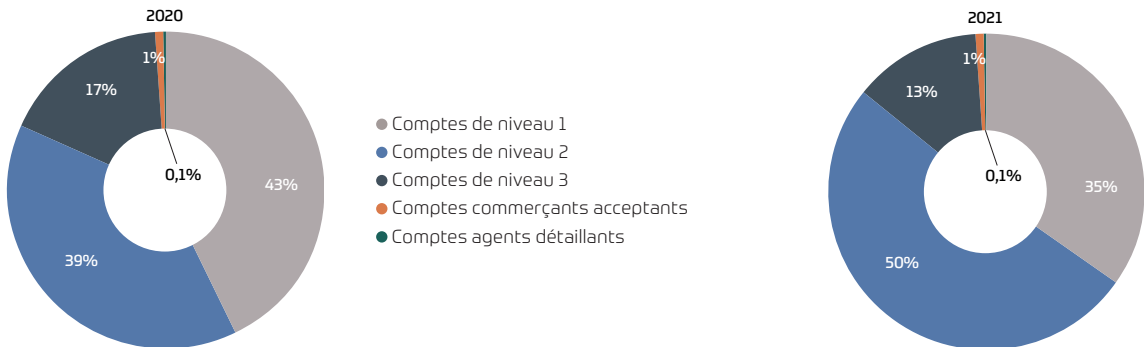 2020
1%
17%
0,1%
43%
39%
Comptes de niveau 1
Comptes de niveau 2
Comptes de niveau 3
Comptes commerçants acceptants
Comptes agents détaillants
2021
1%
13%
0,1%
35%
50%